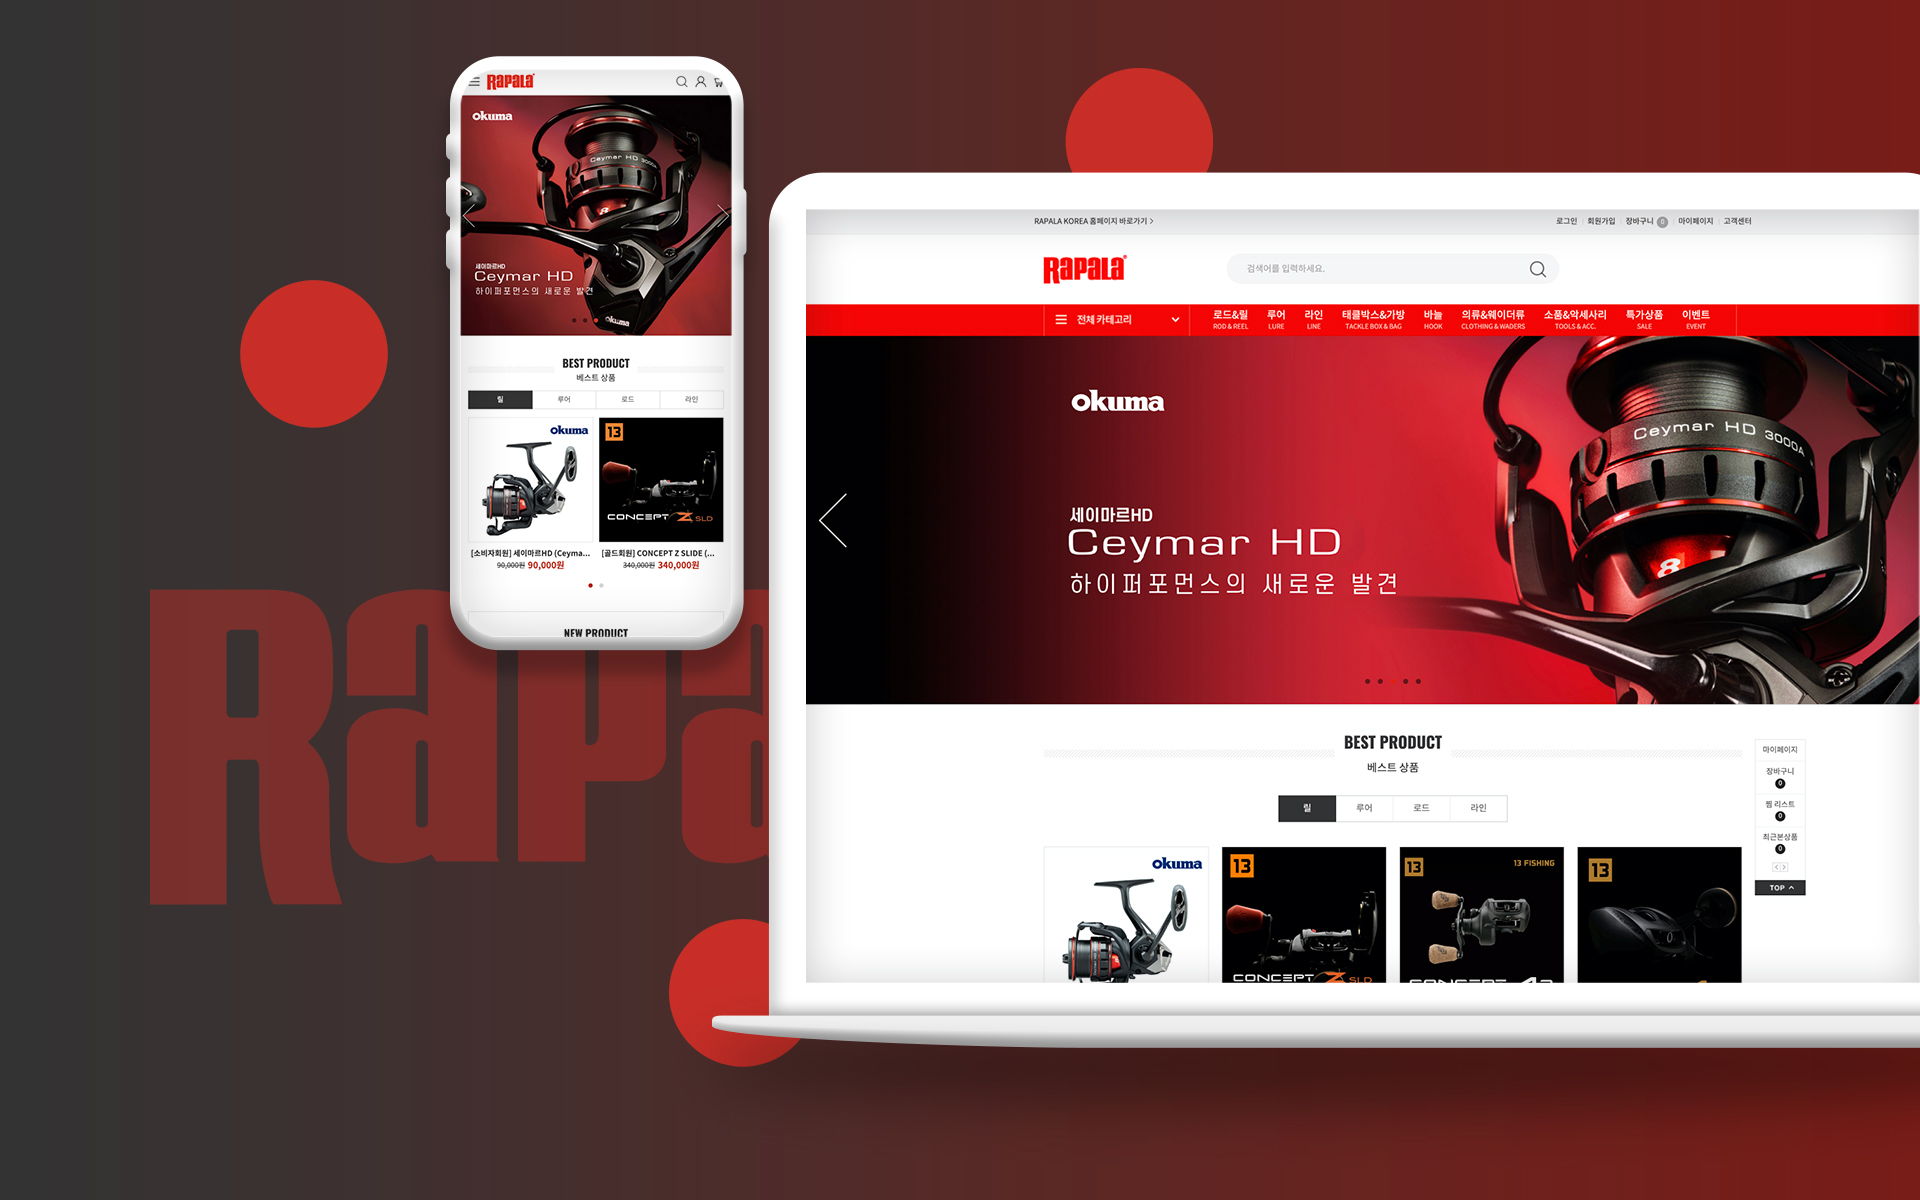 RAPALA
okuma
Ceymar HD 3000A
8
세이마르HD
Ceymar HD
하이퍼포먼스의 새로운 발견
okuma
BEST PRODUCT
베스트 상품
릴 루어 로드 라인
okuma
13
CONCEPT Z SLD
[소비자회원] 세이마르HD (Ceyma...
90,000원 90,000원
[골드회원] CONCEPT Z SLIDE (...
340,000원 340,000원
NEW PRODUCT
RaPa
RAPALA KOREA 홈페이지 바로가기 >
로그인 회원가입 장바구니 0 마이페이지 고객센터
RAPALA
검색어를 입력하세요.
전체 카테고리
로드&릴 루어 라인 태클박스&가방 바늘 의류&웨이더류 소품&악세사리 특가상품 이벤트
ROD & REEL LURE LINE TACKLE BOX & BAG HOOK CLOTHING & WADERS TOOLS & ACC. SALE EVENT
okuma
Ceymar HD 3000A
8
세이마르HD
Ceymar HD
하이퍼포먼스의 새로운 발견
BEST PRODUCT
베스트 상품
릴 루어 로드 라인
마이페이지
장바구니
0
찜 리스트
0
최근본상품
0
< >
TOP
okuma
13
CONCEPT Z SLD
13
13 FISHING
CONCEPT A2
13